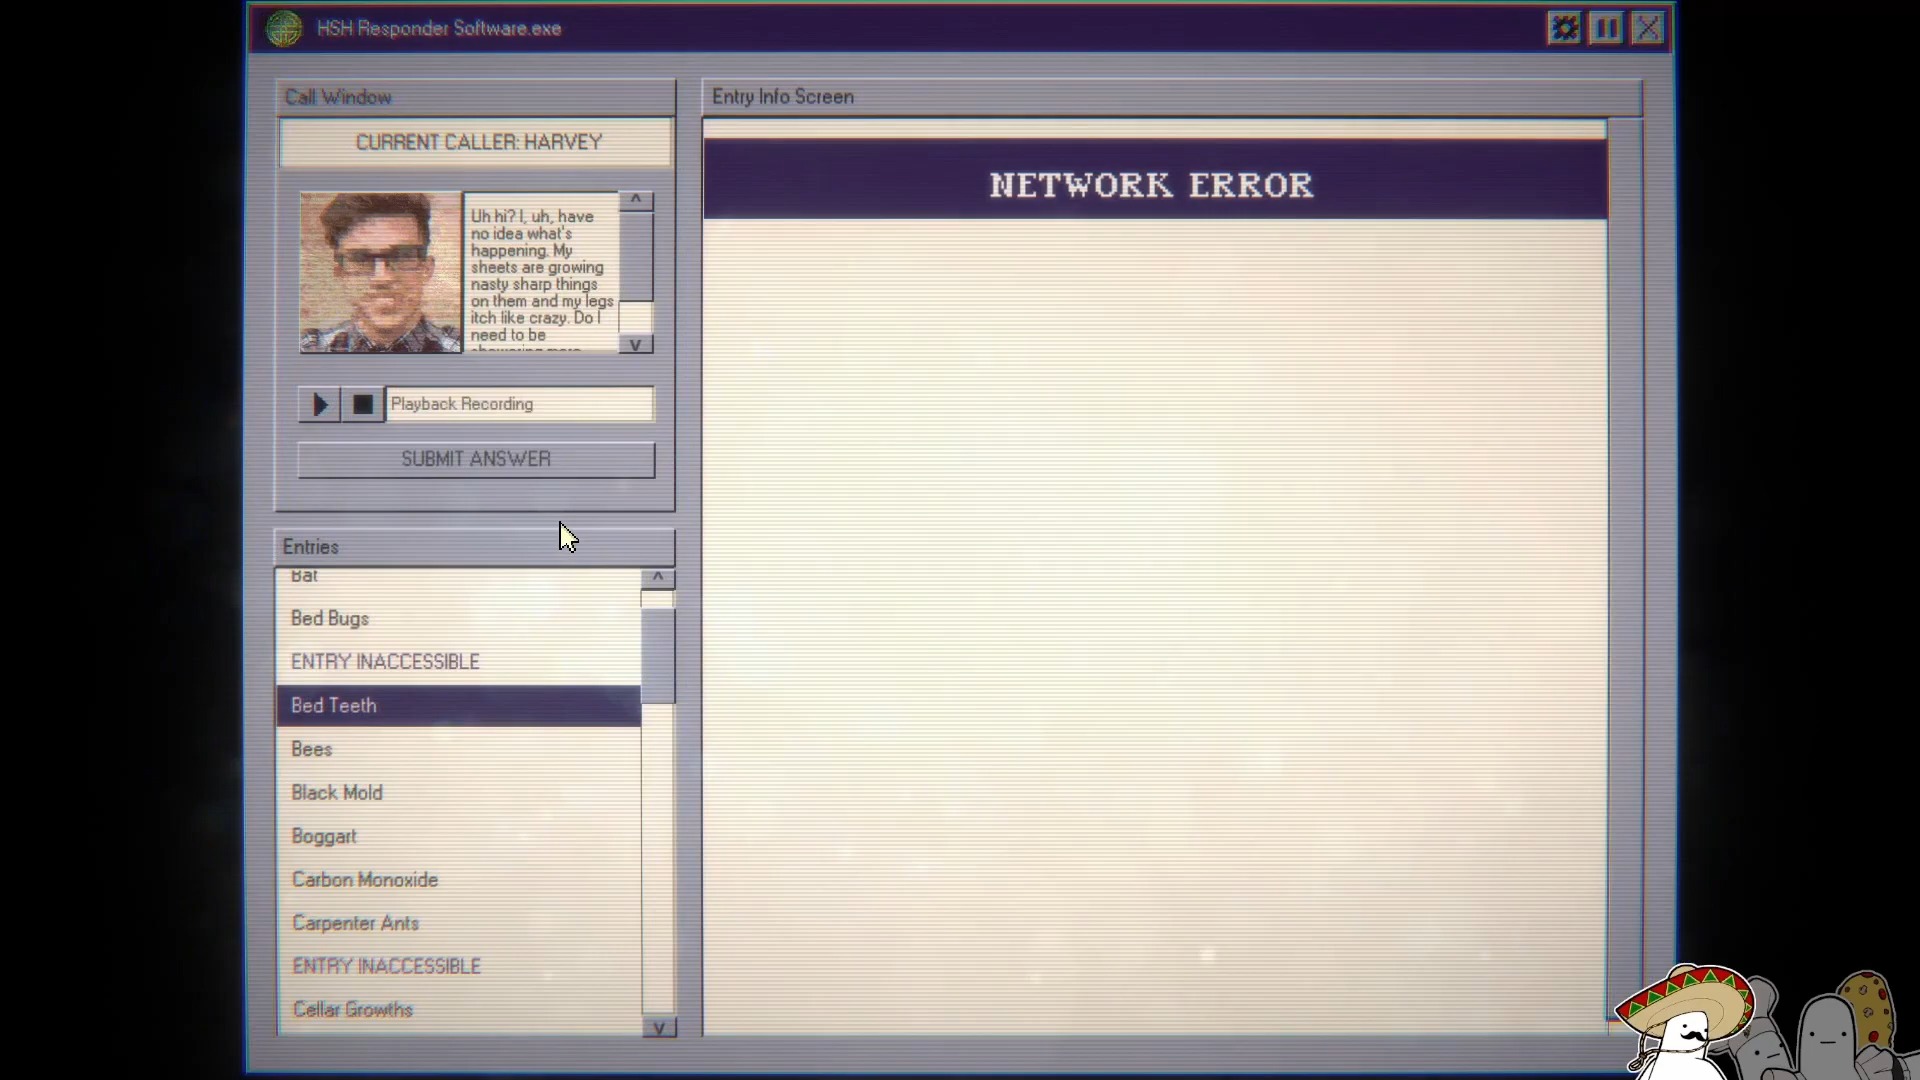 HSH Responder Software.exe
Call Window
CURRENT CALLER: HARVEY
Uh hi? I, uh, have
no idea what's
happening. My
sheets are growing
nasty sharp things
on them and my legs
itch like crazy. Do I
need to be
showering more
Playback Recording
SUBMIT ANSWER
Entries
Bat
Bed Bugs
ENTRY INACCESSIBLE
Bed Teeth
Bees
Black Mold
Boggart
Carbon Monoxide
Carpenter Ants
ENTRY INACCESSIBLE
Cellar Growths
Entry Info Screen
NETWORK ERROR